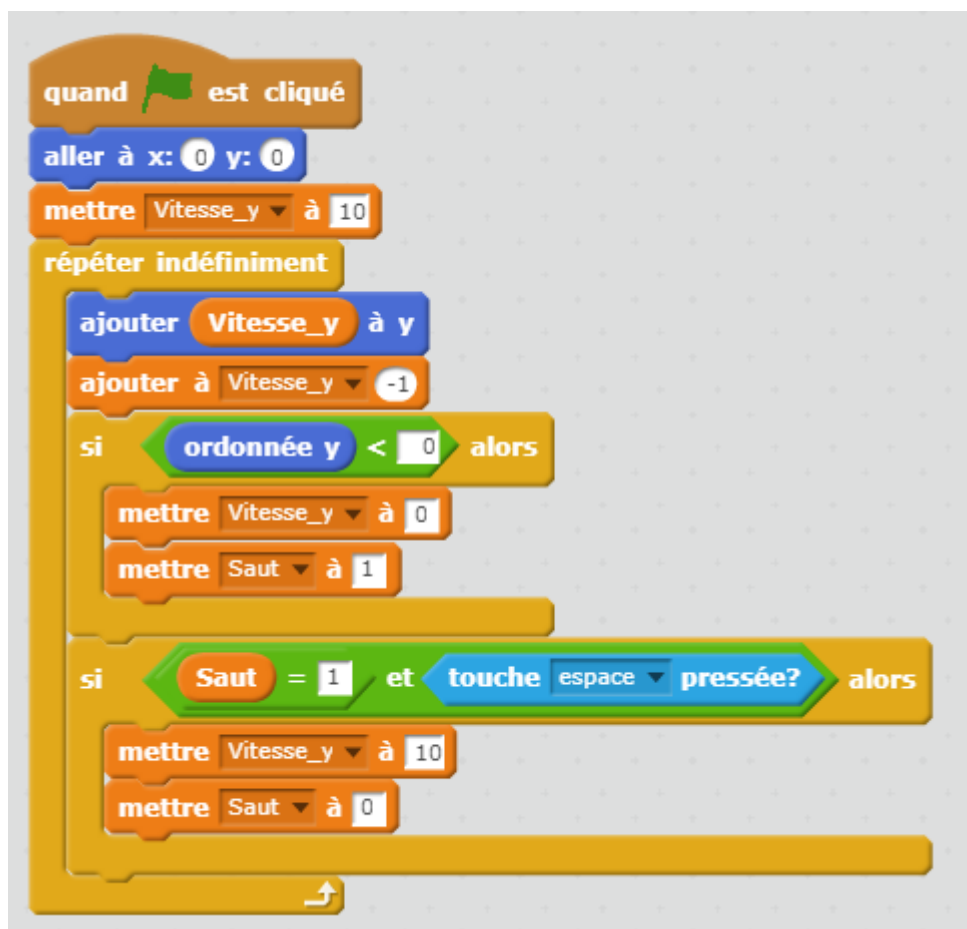 quand est cliqué
aller à x: 0 y: 0
mettre Vitesse_y à 10
répéter indéfiniment
ajouter Vitesse_y à y
ajouter à Vitesse_y -1
si ordonnée y < 0 alors
mettre Vitesse_y à 0
mettre Saut à 1
si Saut = 1 et touche espace pressée? alors
mettre Vitesse_y à 10
mettre Saut à 0